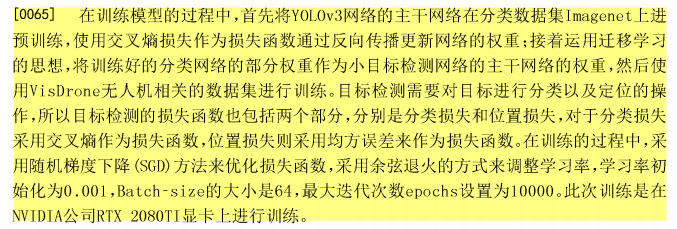 [0065] 在训练模型的过程中,首先将YOLOv3网络的主干网络在分类数据集Imagenet上进
预训练,使用交叉熵损失作为损失函数通过反向传播更新网络的权重;接着运用迁移学习
的思想,将训练好的分类网络的部分权重作为小目标检测网络的主干网络的权重,然后使
用VisDrone无人机相关的数据集进行训练。目标检测需要对目标进行分类以及定位的操
作,所以目标检测的损失函数也包括两个部分,分别是分类损失和位置损失,对于分类损失
采用交叉熵作为损失函数,位置损失则采用均方误差来作为损失函数。在训练的过程中,采
用随机梯度下降(SGD)方法来优化损失函数,采用余弦退火的方式来调整学习率,学习率初
始化为0.001,Batch-size的大小是64,最大迭代次数epochs设置为10000。此次训练是在
NVIDIA公司RTX 2080TI显卡上进行训练。